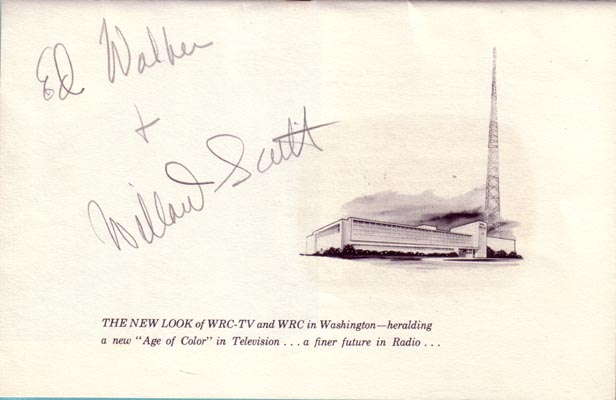 Ed Walker
+
Willard Scott
THE NEW LOOK of WRC-TV and WRC in Washington—heralding
a new "Age of Color" in Television . . . a finer future in Radio . . .